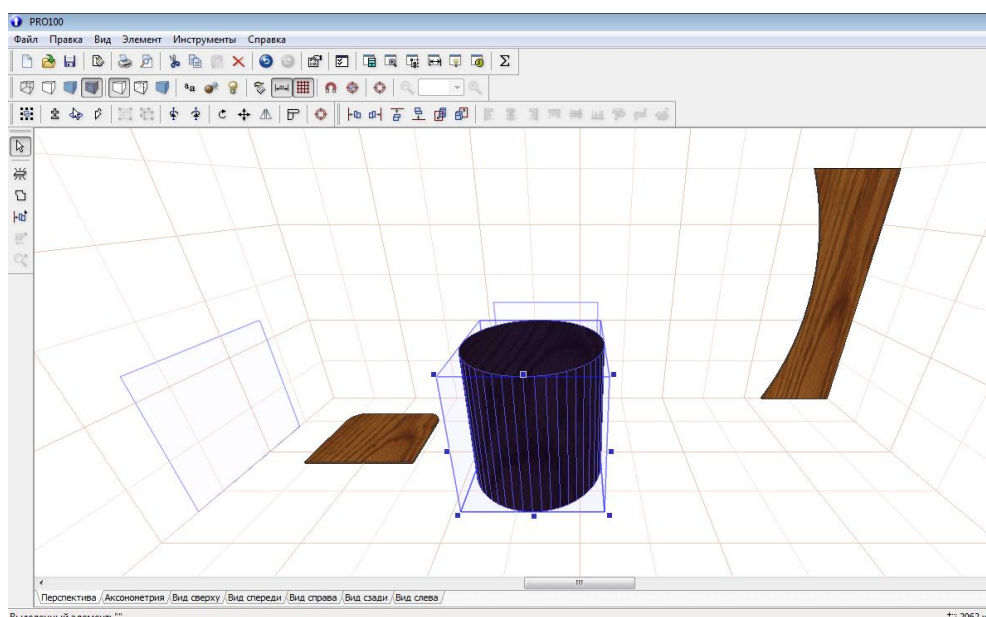 PRO100
Файл Правка Вид Элемент Инструменты Справка
Перспектива Аксонометрия Вид сверху Вид спереди Вид справа Вид сзади Вид слева